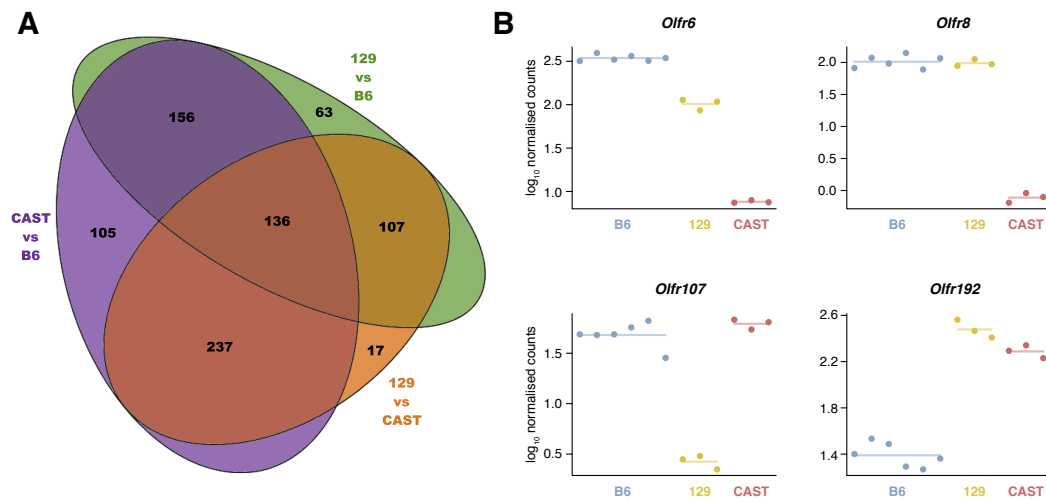 A
129
vs
B6
63
156
CAST
vs
B6
105
136
107
237
17
129
vs
CAST
B
Olfr6
log10 normalised counts
2.5
2.0
1.5
1.0
B6 129 CAST
Olfr8
2.0
1.5
1.0
0.5
0.0
B6 129 CAST
Olfr107
log10 normalised counts
1.5
1.0
0.5
B6 129 CAST
Olfr192
2.6
2.2
1.8
1.4
B6 129 CAST